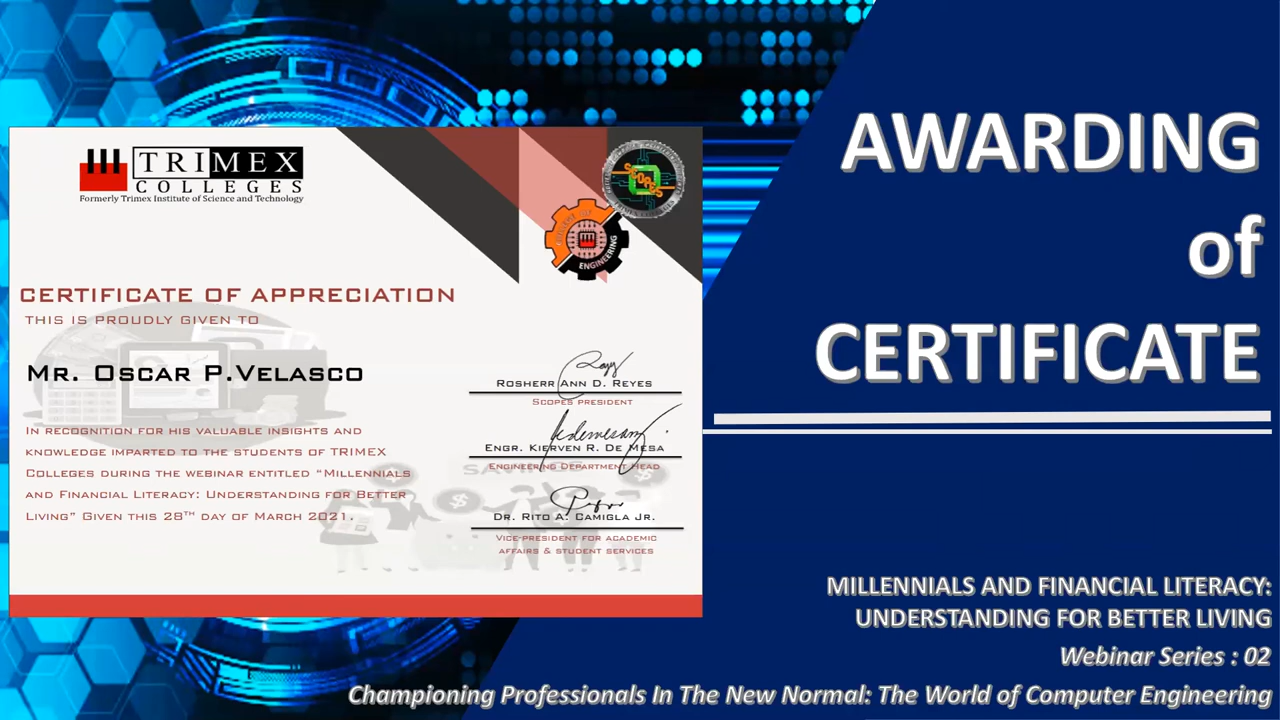 TRIMEX
COLLEGES
Formerly Trimex Institute of Science and Technology
SCOPES
COLLEGE OF
ENGINEERING
CERTIFICATE OF APPRECIATION
THIS IS PROUDLY GIVEN TO
MR. OSCAR P.VELASCO
IN RECOGNITION FOR HIS VALUABLE INSIGHTS AND
KNOWLEDGE IMPARTED TO THE STUDENTS OF TRIMEX
COLLEGES DURING THE WEBINAR ENTITLED “MILLENNIALS
AND FINANCIAL LITERACY: UNDERSTANDING FOR BETTER
LIVING” GIVEN THIS 28TH DAY OF MARCH 2021.
ROSHERR ANN D. REYES
SCOPES PRESIDENT
ENGR. KIERVEN R. DE MESA
ENGINEERING DEPARTMENT HEAD
SAVINGS
DR. RITO A. CAMIGLA JR.
VICE-PRESIDENT FOR ACADEMIC
AFFAIRS & STUDENT SERVICES
AWARDING
of
CERTIFICATE
MILLENNIALS AND FINANCIAL LITERACY:
UNDERSTANDING FOR BETTER LIVING
Webinar Series : 02
Championing Professionals In The New Normal: The World of Computer Engineering